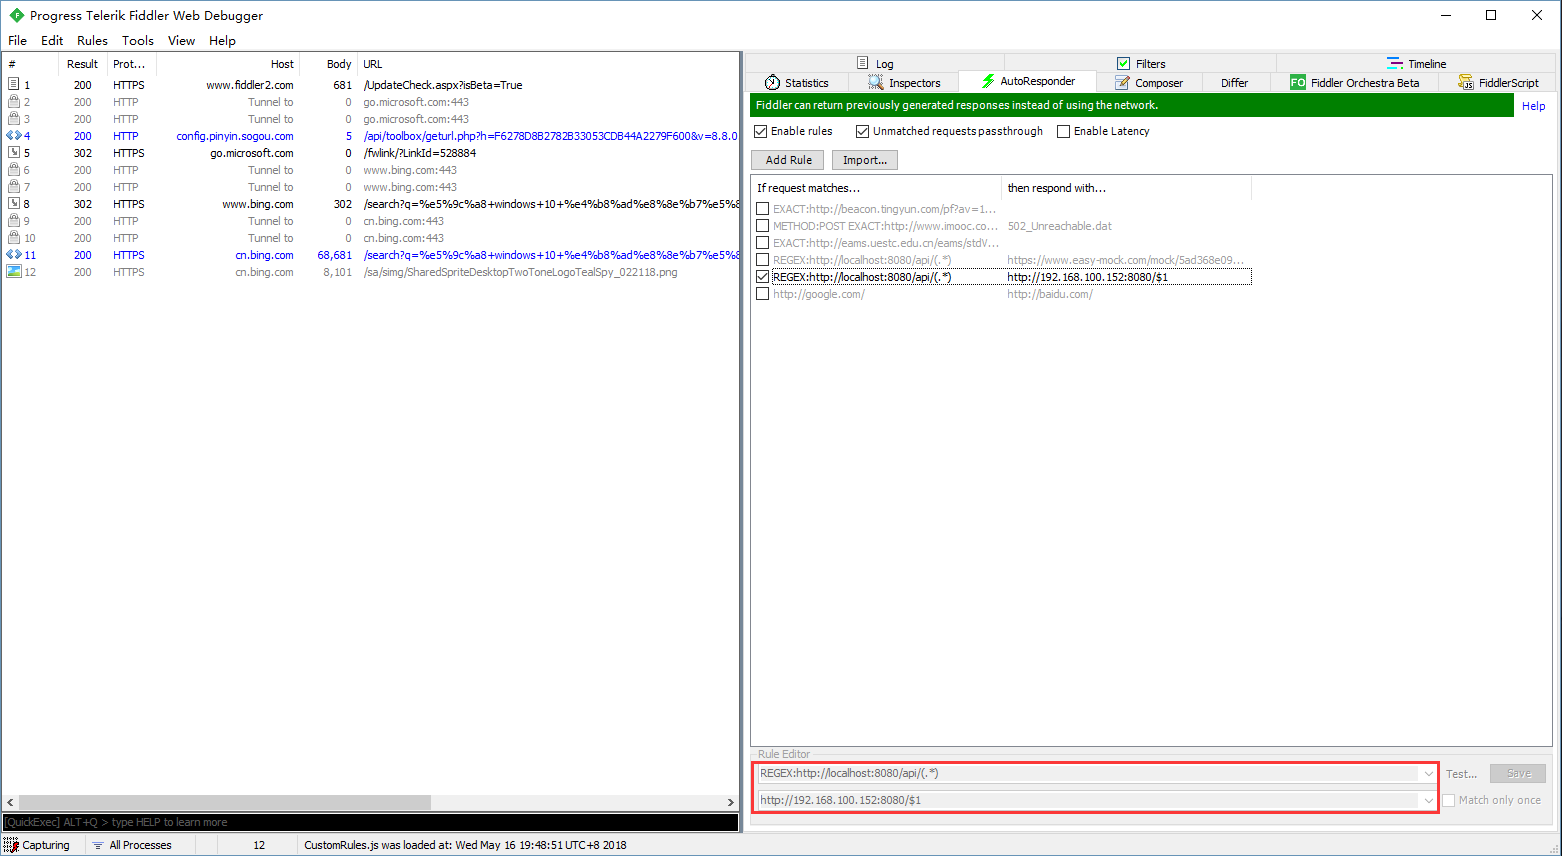 Progress Telerik Fiddler Web Debugger
File Edit Rules Tools View Help
# Result Prot... Host Body URL
1 200 HTTPS www.fiddler2.com 681 /UpdateCheck.aspx?isBeta=True
2 200 HTTP Tunnel to 0 go.microsoft.com:443
3 200 HTTP Tunnel to 0 go.microsoft.com:443
4 200 HTTP config.pinyin.sogou.com 5 /api/toolbox/geturl.php?h=F6278D8B2782B33053CDB44A2279F600&v=8.8.0
5 302 HTTPS go.microsoft.com 0 /fwlink/?LinkId=528884
6 200 HTTP Tunnel to 0 www.bing.com:443
7 200 HTTP Tunnel to 0 www.bing.com:443
8 302 HTTPS www.bing.com 302 /search?q=%e5%9c%a8+windows+10+%e4%b8%ad%e8%8e%b7%e5%8
9 200 HTTP Tunnel to 0 cn.bing.com:443
10 200 HTTP Tunnel to 0 cn.bing.com:443
11 200 HTTPS cn.bing.com 68,681 /search?q=%e5%9c%a8+windows+10+%e4%b8%ad%e8%8e%b7%e5%8
12 200 HTTPS cn.bing.com 8,101 /sa/simg/SharedSpriteDesktopTwoToneLogoTealSpy_022118.png
[QuickExec] ALT+Q > type HELP to learn more
Log Filters Timeline
Statistics Inspectors AutoResponder Composer Differ FO Fiddler Orchestra Beta JS FiddlerScript
Fiddler can return previously generated responses instead of using the network. Help
Enable rules Unmatched requests passthrough Enable Latency
Add Rule Import...
If request matches... then respond with...
EXACT:http://beacon.tingyun.com/pf?av=1...
METHOD:POST EXACT:http://www.imooc.co... 502_Unreachable.dat
EXACT:http://eams.uestc.edu.cn/eams/stdV...
REGEX:http://localhost:8080/api/(.*) https://www.easy-mock.com/mock/5ad368e09...
REGEX:http://localhost:8080/api/(.*) http://192.168.100.152:8080/$1
http://google.com/ http://baidu.com/
Rule Editor
REGEX:http://localhost:8080/api/(.*) Test... Save
http://192.168.100.152:8080/$1 Match only once
Capturing All Processes 12 CustomRules.js was loaded at: Wed May 16 19:48:51 UTC+8 2018